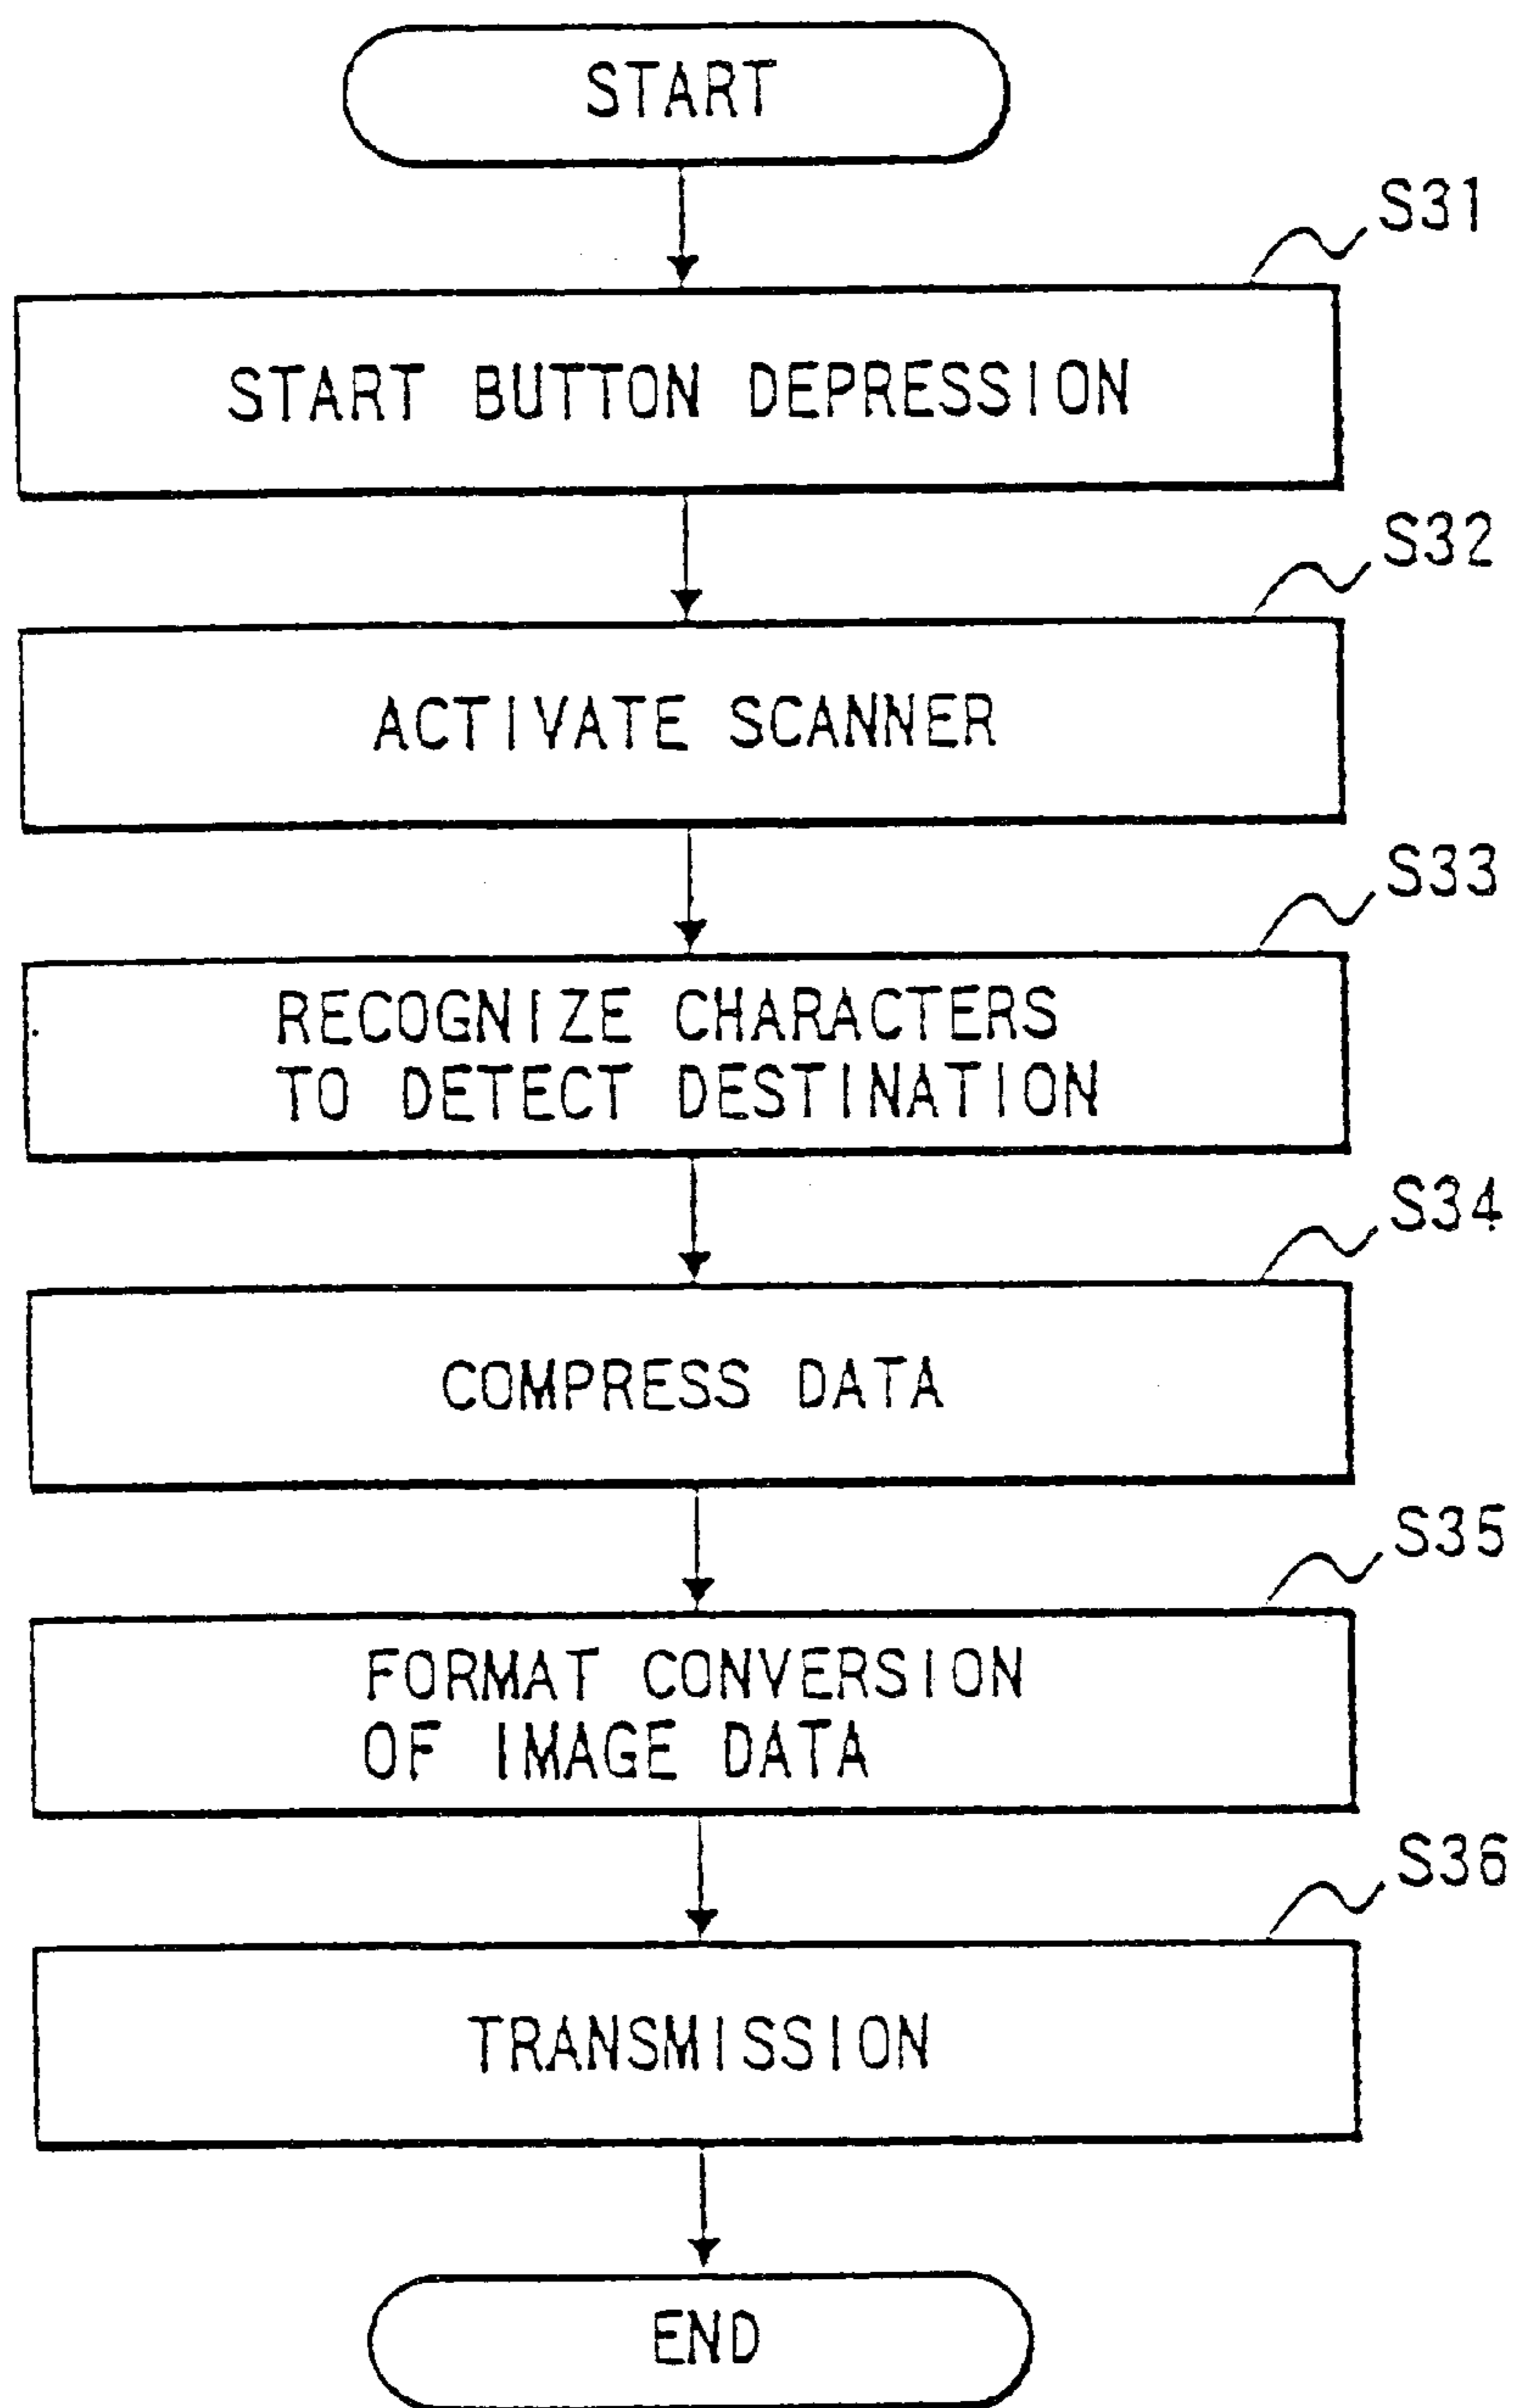 START
S31
START BUTTON DEPRESSION
S32
ACTIVATE SCANNER
S33
RECOGNIZE CHARACTERS
TO DETECT DESTINATION
S34
COMPRESS DATA
S35
FORMAT CONVERSION
OF IMAGE DATA
S36
TRANSMISSION
END